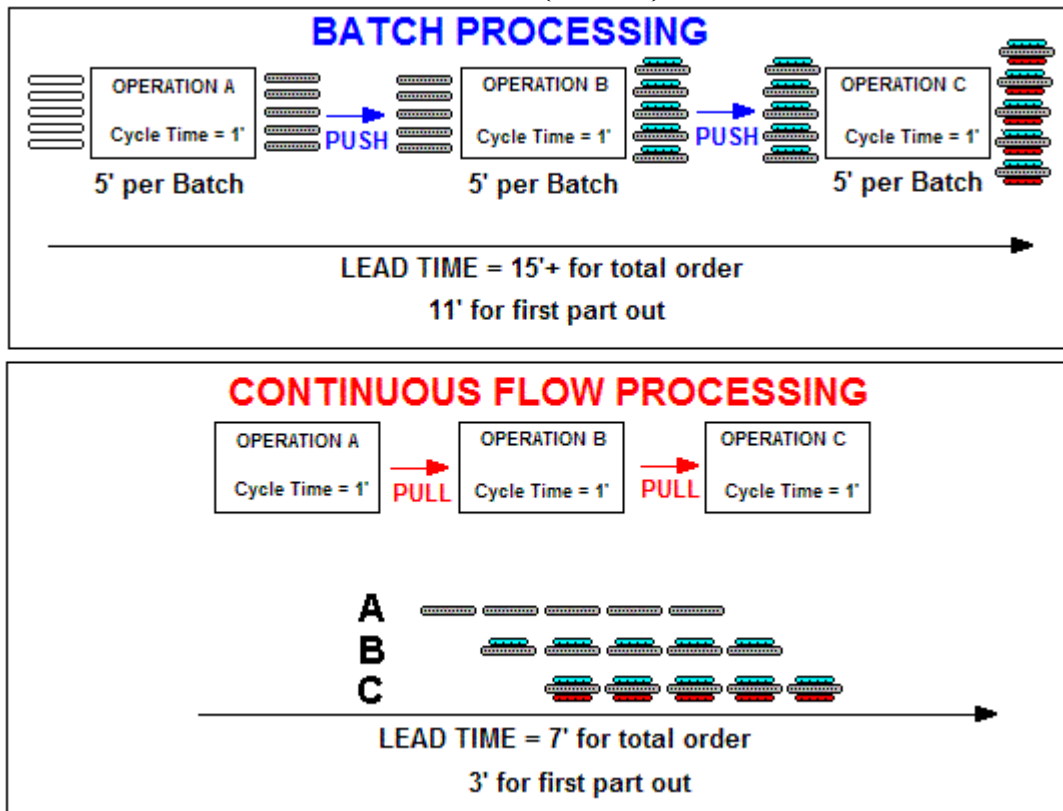 BATCH PROCESSING
OPERATION A
Cycle Time = 1'
5' per Batch
PUSH
OPERATION B
Cycle Time = 1'
5' per Batch
PUSH
OPERATION C
Cycle Time = 1'
5' per Batch
LEAD TIME = 15'+ for total order
11' for first part out
CONTINUOUS FLOW PROCESSING
OPERATION A
Cycle Time = 1'
PULL
OPERATION B
Cycle Time = 1'
PULL
OPERATION C
Cycle Time = 1'
A
B
C
LEAD TIME = 7' for total order
3' for first part out